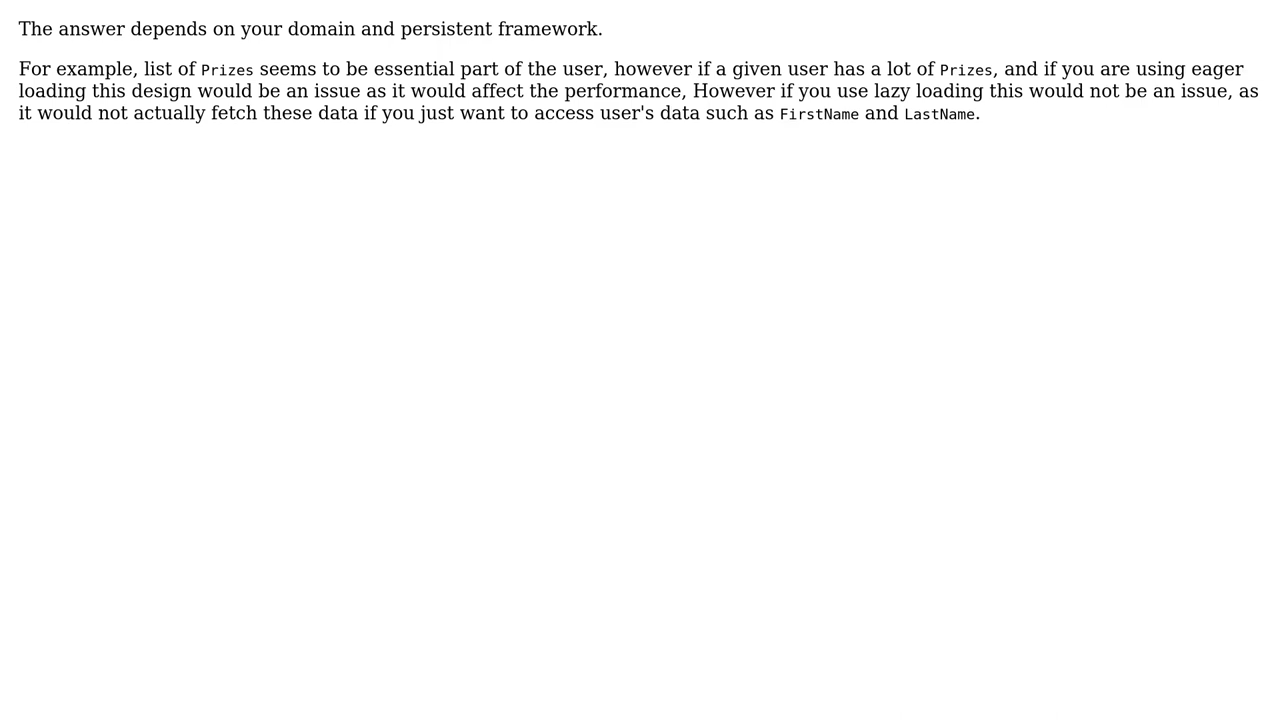 The answer depends on your domain and persistent framework.
For example, list of Prizes seems to be essential part of the user, however if a given user has a lot of Prizes, and if you are using eager
loading this design would be an issue as it would affect the performance, However if you use lazy loading this would not be an issue, as
it would not actually fetch these data if you just want to access user's data such as FirstName and LastName.